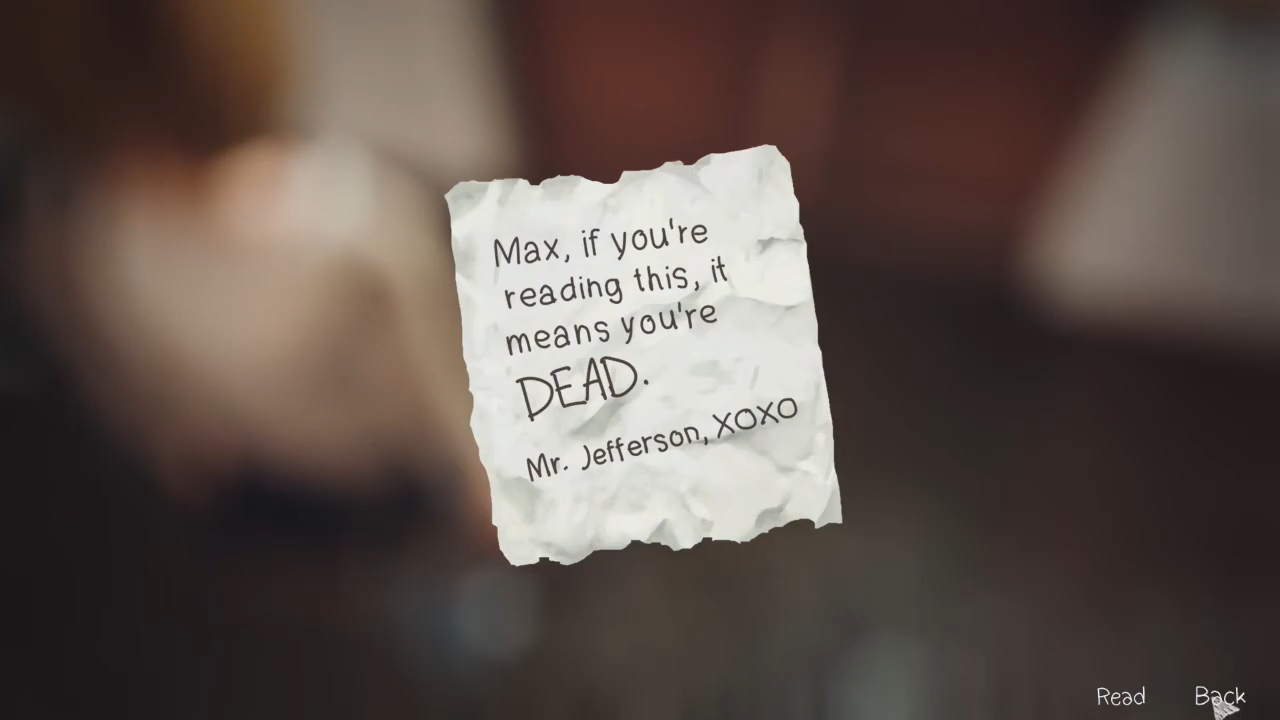 Max, if you're
reading this, it
means you're
DEAD.
Mr. Jefferson, XOXO
Read
Back